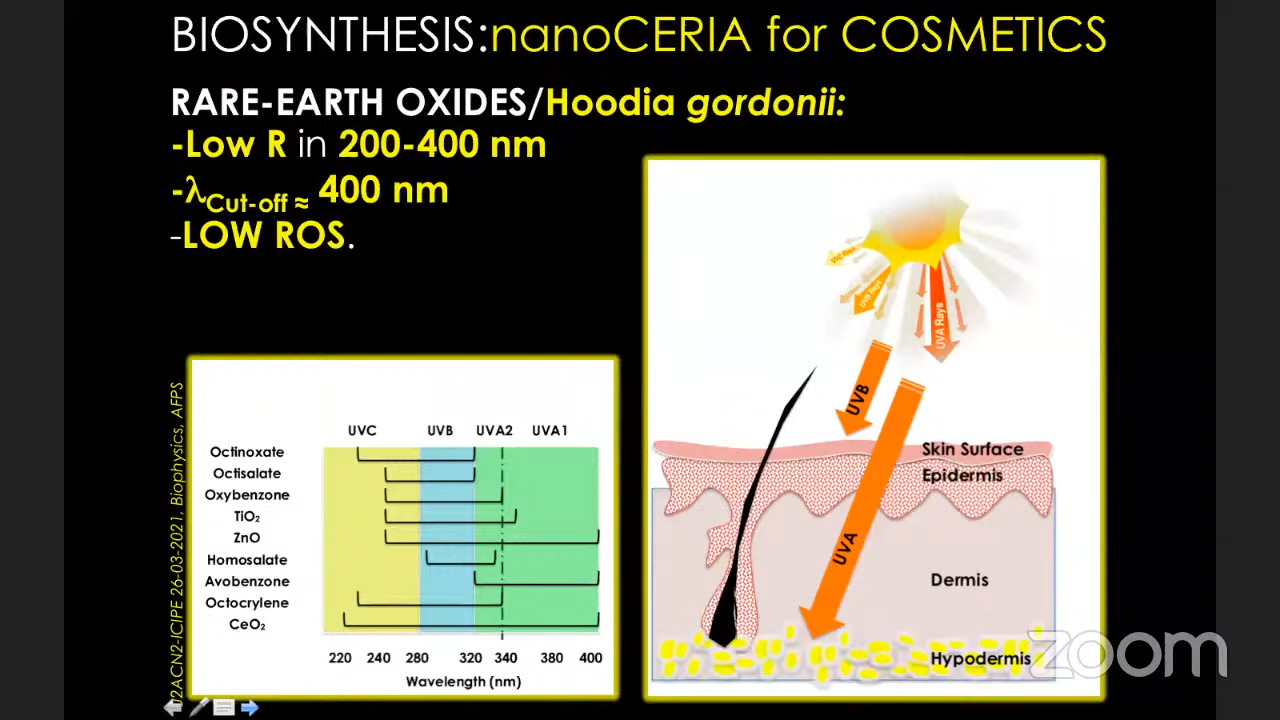 BIOSYNTHESIS:nanoCERIA for COSMETICS
RARE-EARTH OXIDES/Hoodia gordonii:
-Low R in 200-400 nm
-λCut-off ≈ 400 nm
-LOW ROS.
UVC Rays
UVB Rays
UVA Rays
UVB
UVA
Skin Surface
Epidermis
Dermis
Hypodermis
UVC UVB UVA2 UVA1
Octinoxate
Octisalate
Oxybenzone
TiO₂
ZnO
Homosalate
Avobenzone
Octocrylene
CeO₂
220 240 280 320 340 380 400
Wavelength (nm)
02ACN2-ICIPE 26-03-2021, Biophysics, AFPS
zoom